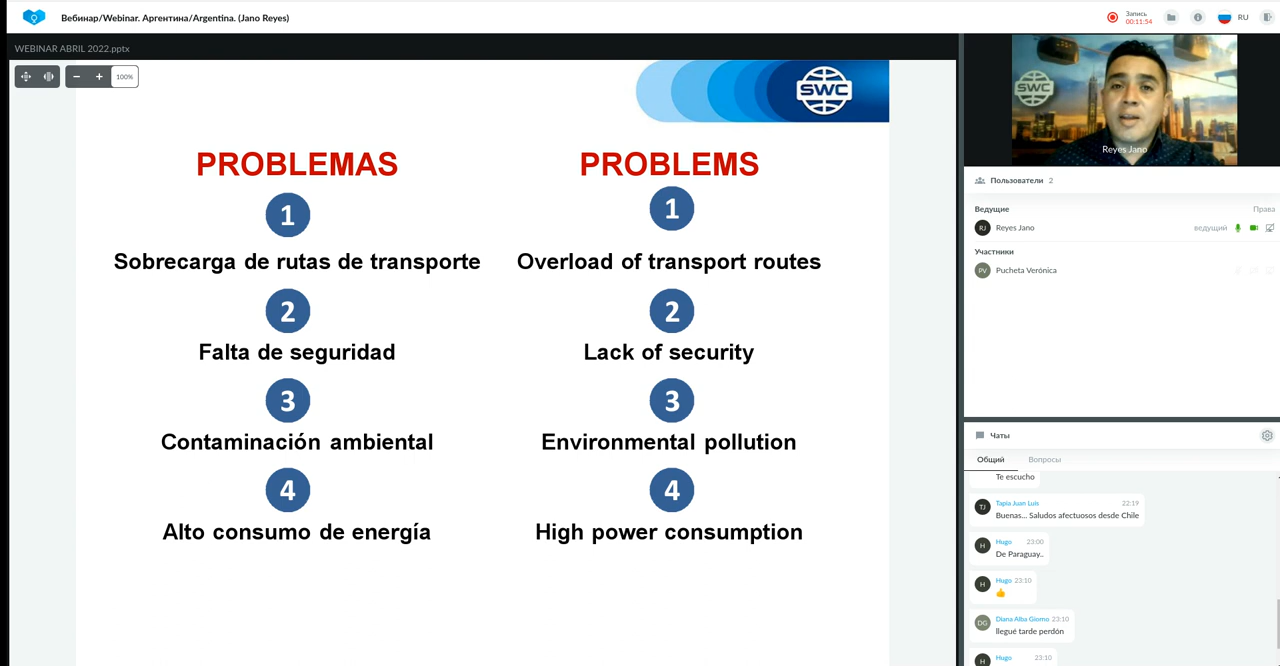 Вебинар/Webinar. Аргентина/Argentina. (Jano Reyes)
Запись
00:11:54
RU
WEBINAR ABRIL 2022.pptx
100%
SWC
PROBLEMAS
1
Sobrecarga de rutas de transporte
2
Falta de seguridad
3
Contaminación ambiental
4
Alto consumo de energía
PROBLEMS
1
Overload of transport routes
2
Lack of security
3
Environmental pollution
4
High power consumption
SWC
Reyes Jano
Пользователи 2
Ведущие Права
RJ Reyes Jano ведущий
Участники
PV Pucheta Verónica
Чаты
Общий Вопросы
Te escucho
TJ Tapia Juan Luis 22:19
Buenas... Saludos afectuosos desde Chile
H Hugo 23:00
De Paraguay..
H Hugo 23:10
👍
DG Diana Alba Giorno 23:10
llegué tarde perdón
H Hugo 23:10